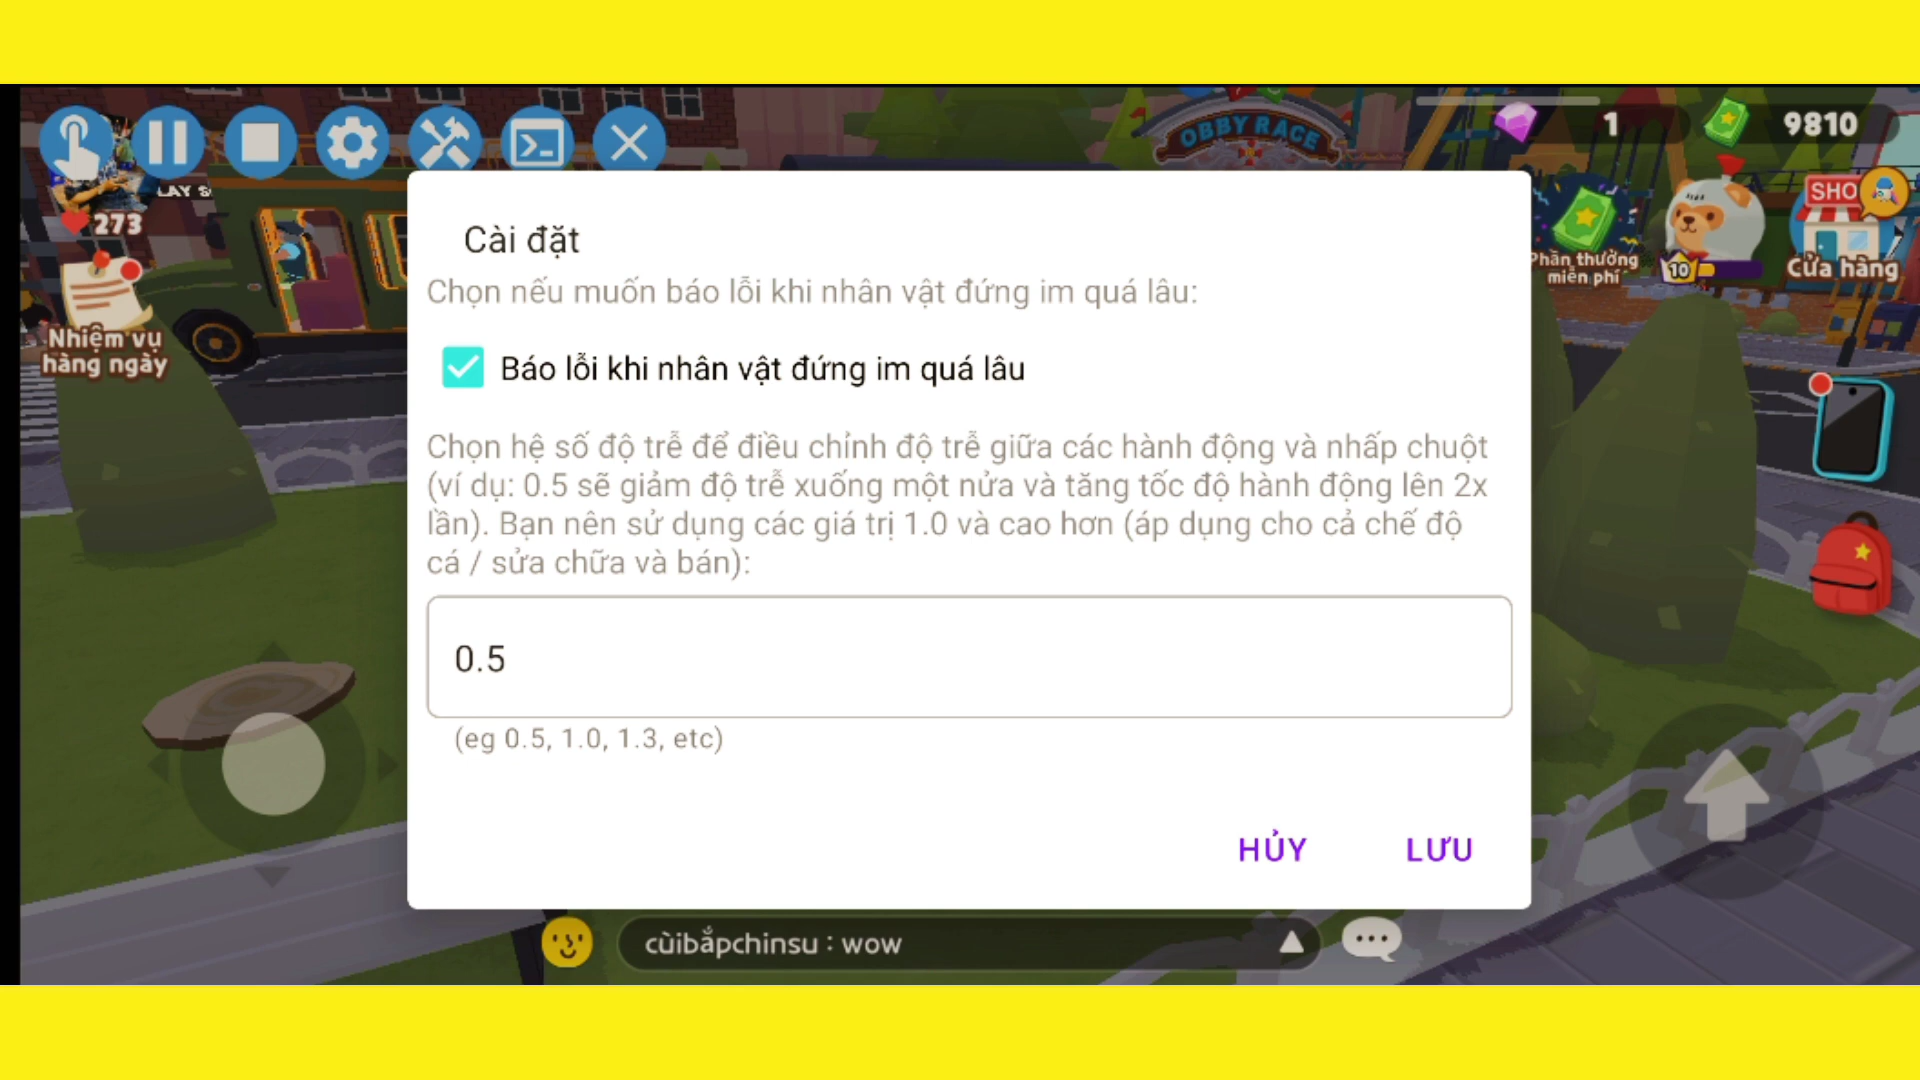 OBBY RACE
1
9810
LAY S
273
SHO
Nhiệm vụ
hàng ngày
Phần thưởng
miễn phí
10
Cửa hàng
Cài đặt
Chọn nếu muốn báo lỗi khi nhân vật đứng im quá lâu:
Báo lỗi khi nhân vật đứng im quá lâu
Chọn hệ số độ trễ để điều chỉnh độ trễ giữa các hành động và nhấp chuột
(ví dụ: 0.5 sẽ giảm độ trễ xuống một nửa và tăng tốc độ hành động lên 2x
lần). Bạn nên sử dụng các giá trị 1.0 và cao hơn (áp dụng cho cả chế độ
cá / sửa chữa và bán):
0.5
(eg 0.5, 1.0, 1.3, etc)
HỦY
LƯU
cùibắpchinsu : wow